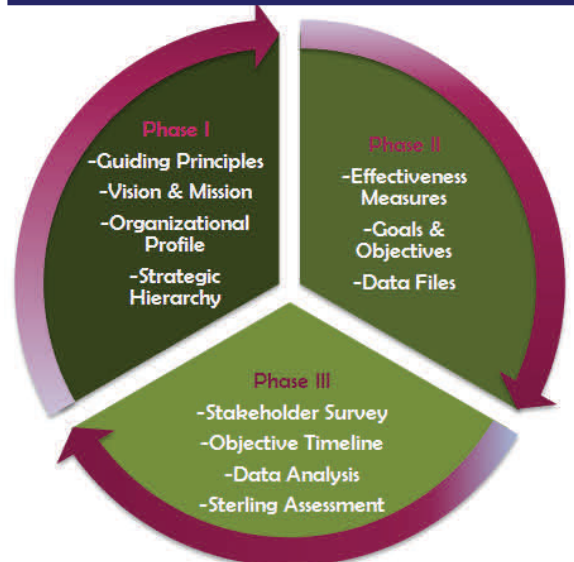 Phase I
-Guiding Principles
-Vision & Mission
-Organizational
Profile
-Strategic
Hierarchy
Phase II
-Effectiveness
Measures
-Goals &
Objectives
-Data Files
Phase III
-Stakeholder Survey
-Objective Timeline
-Data Analysis
-Sterling Assessment